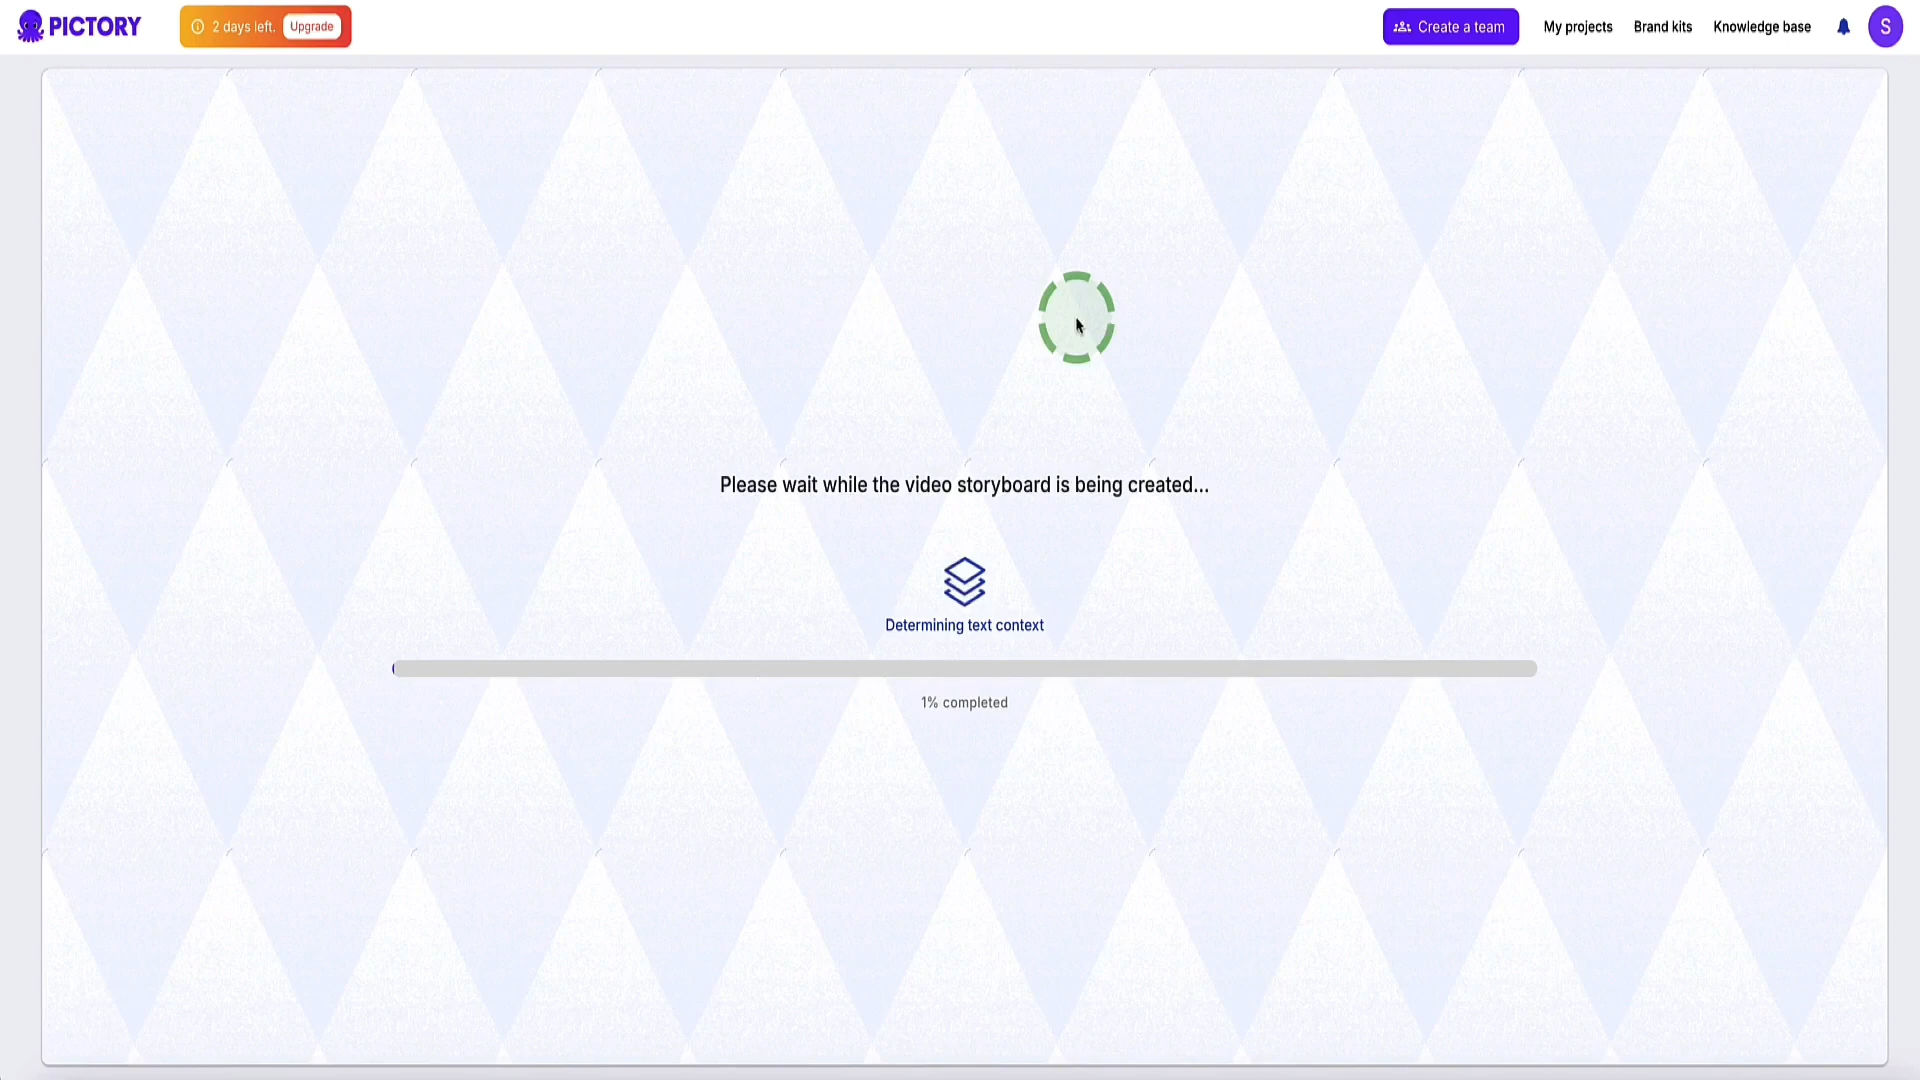 PICTORY
2 days left. Upgrade
Create a team
My projects
Brand kits
Knowledge base
S
Please wait while the video storyboard is being created...
Determining text context
1% completed